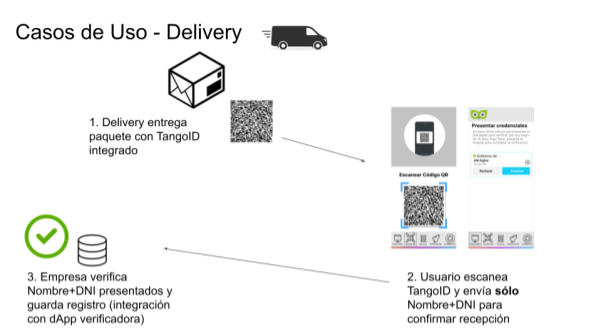 Casos de Uso - Delivery
1. Delivery entrega
paquete con TangoID
integrado
Escanear Código QR
Presentar credenciales
2. Usuario escanea
TangoID y envía sólo
Nombre+DNI para
confirmar recepción
3. Empresa verifica
Nombre+DNI presentados y
guarda registro (integración
con dApp verificadora)